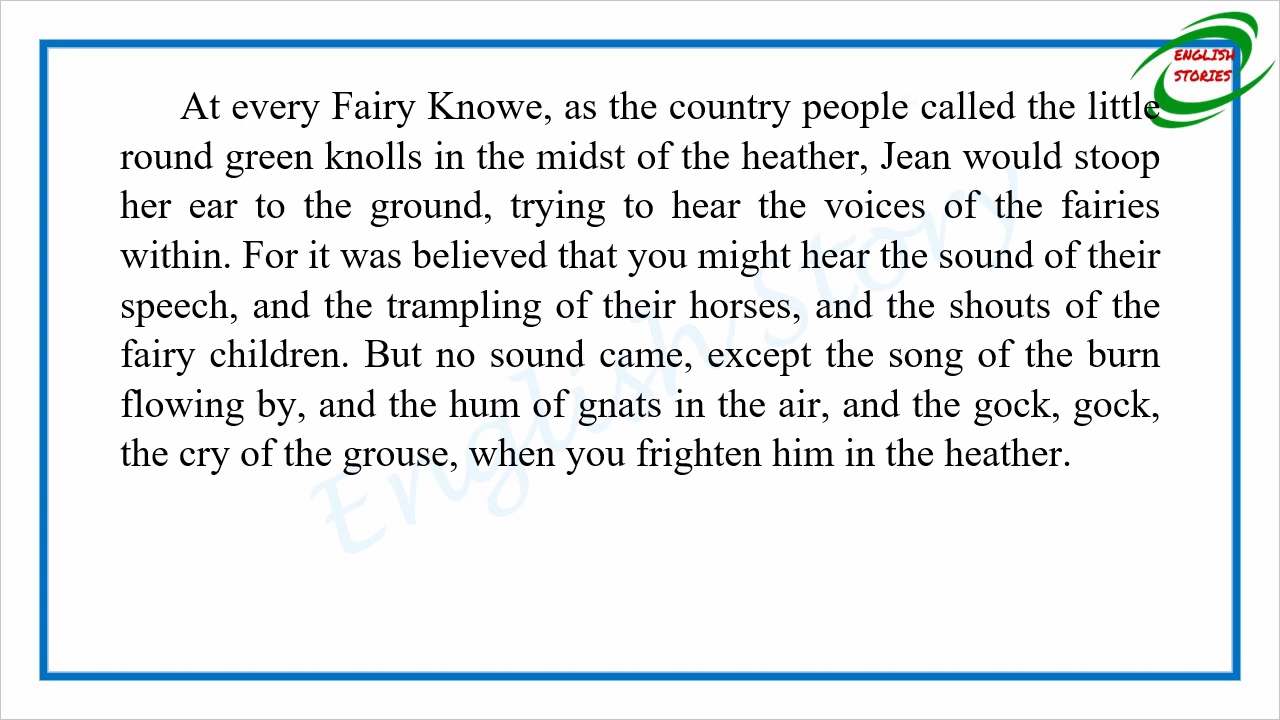 ENGLISH
STORIES
At every Fairy Knowe, as the country people called the little
round green knolls in the midst of the heather, Jean would stoop
her ear to the ground, trying to hear the voices of the fairies
within. For it was believed that you might hear the sound of their
speech, and the trampling of their horses, and the shouts of the
fairy children. But no sound came, except the song of the burn
flowing by, and the hum of gnats in the air, and the gock, gock,
the cry of the grouse, when you frighten him in the heather.
English Story